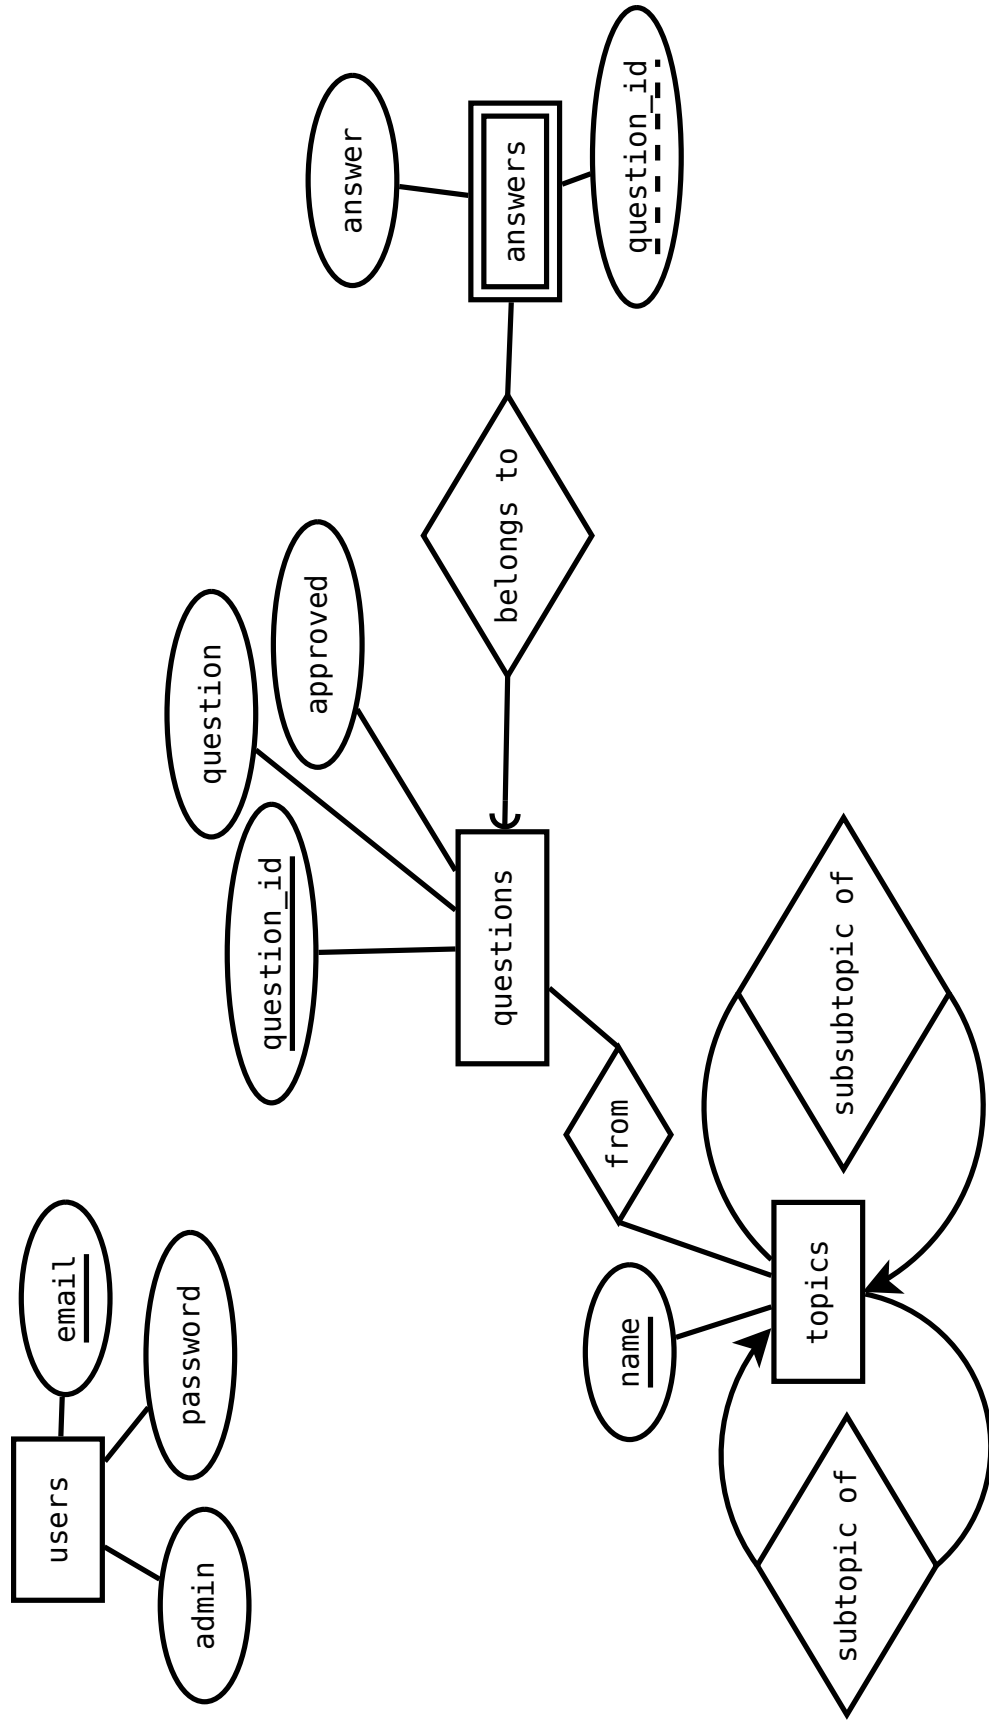 users
email
password
admin
question_id
question
approved
questions
belongs to
answer
answers
question_id
from
name
topics
subtopic of
subsubtopic of